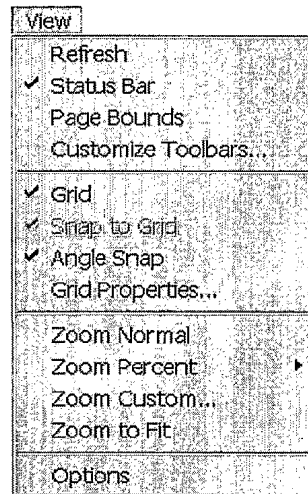 View
Refresh
✔ Status Bar
Page Bounds
Customize Toolbars...
✔ Grid
✔ Snap to Grid
✔ Angle Snap
Grid Properties...
Zoom Normal
Zoom Percent ▶
Zoom Custom...
Zoom to Fit
Options